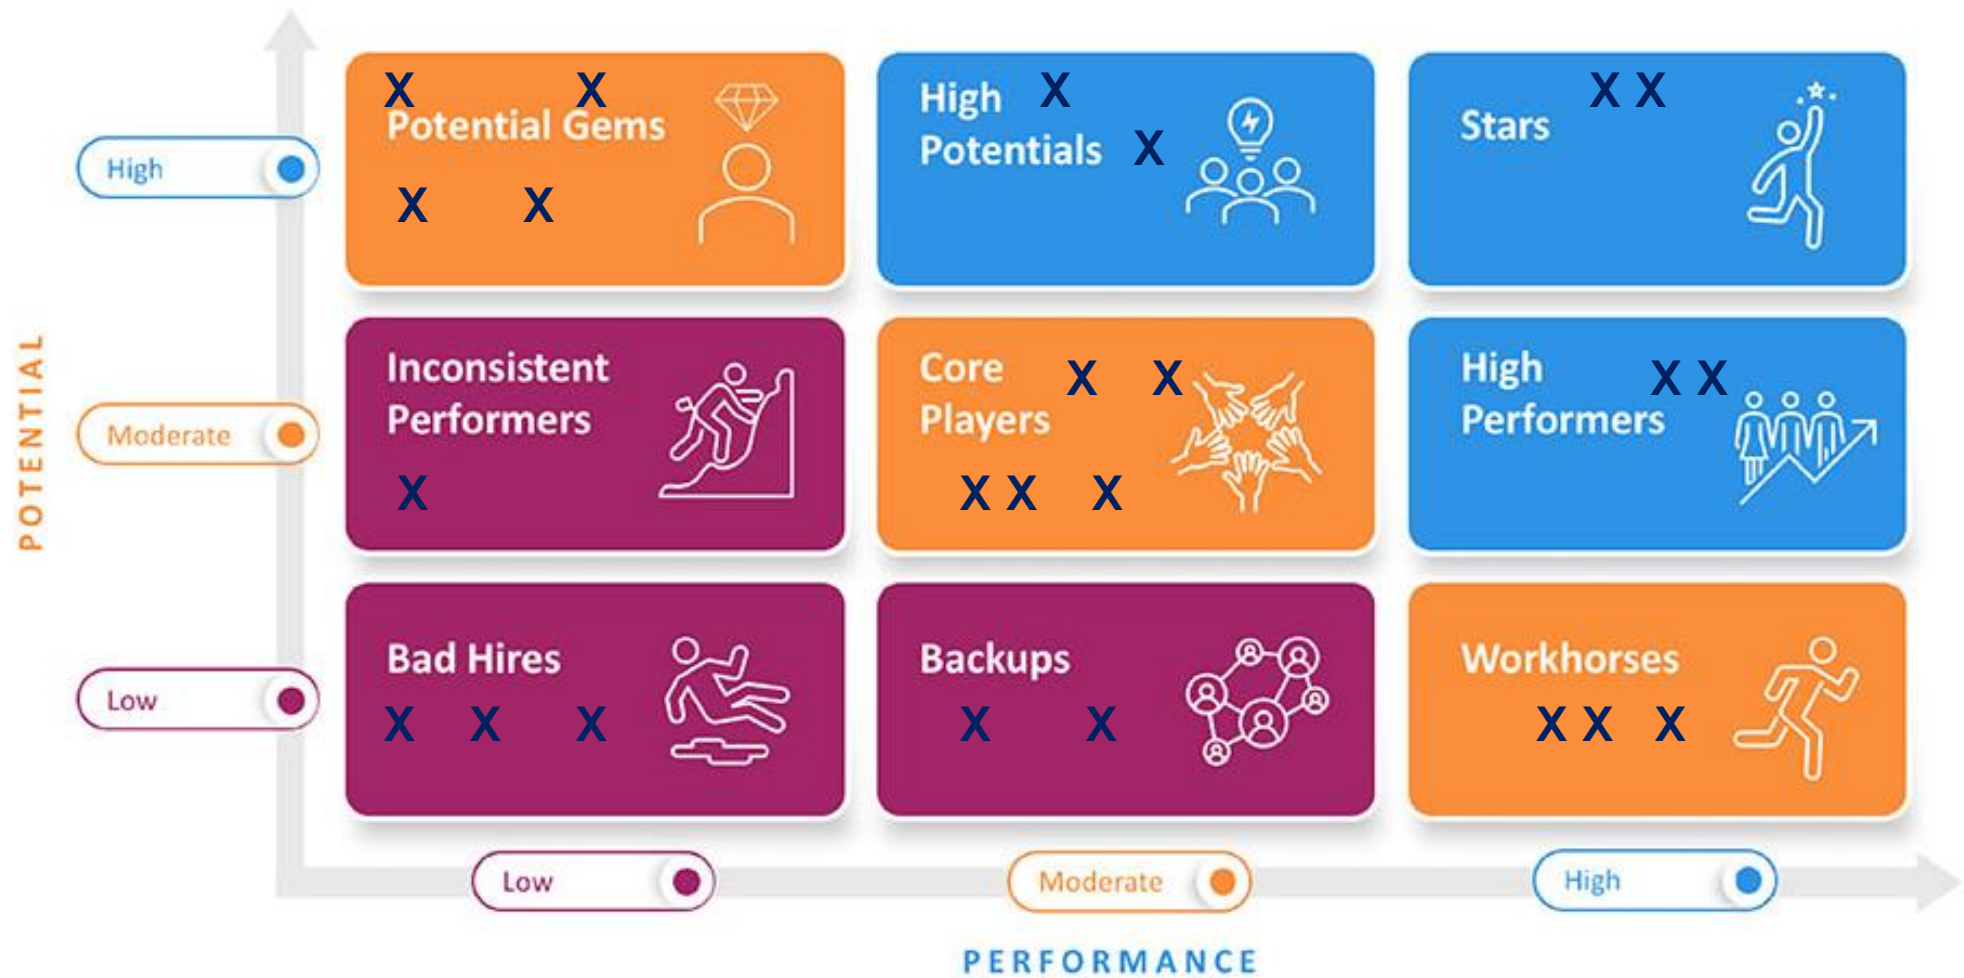 X X
Potential Gems
X X
High X
Potentials X
X X
Stars
High
Inconsistent
Performers
X
Core X X
Players
X X X
High X X
Performers
Moderate
POTENTIAL
Bad Hires
X X X
Backups
X X
Workhorses
X X X
Low
Low
Moderate
High
PERFORMANCE